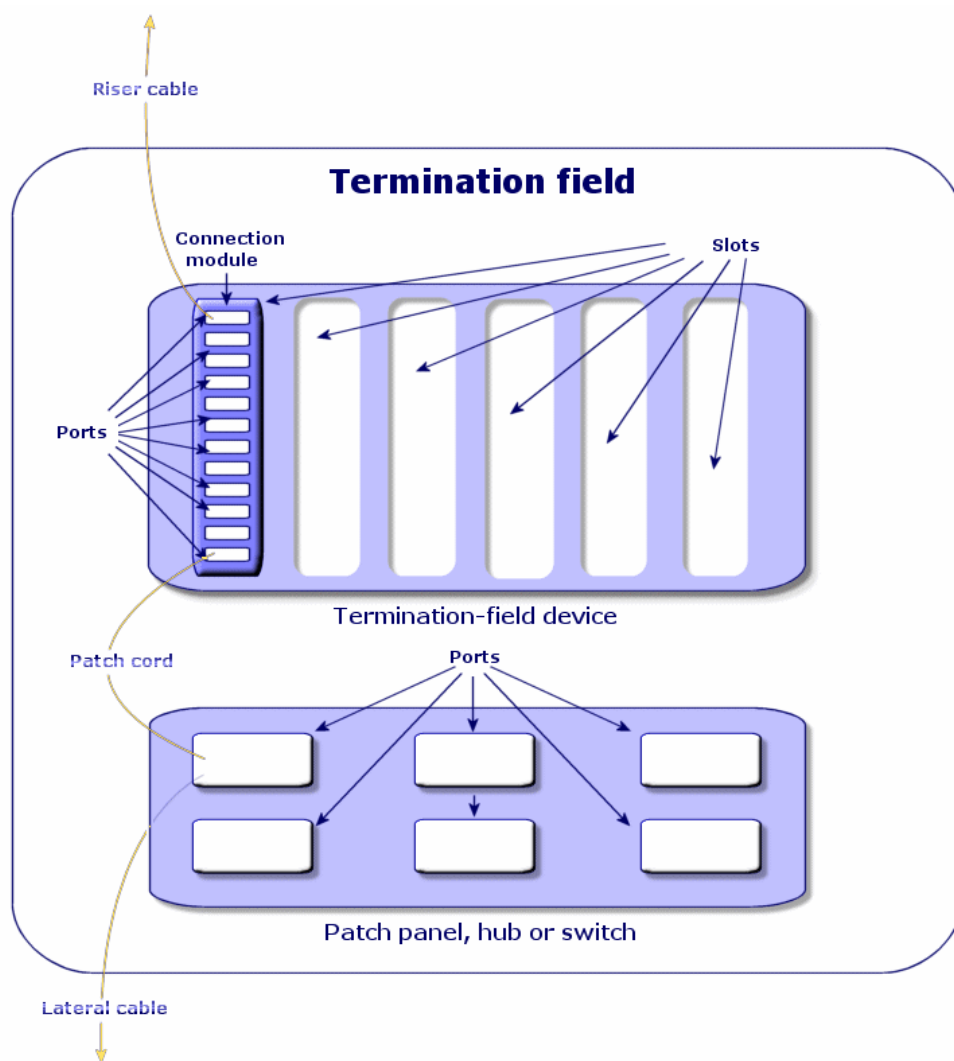 Riser cable
Termination field
Connection
module
Slots
Ports
Termination-field device
Patch cord
Ports
Patch panel, hub or switch
Lateral cable